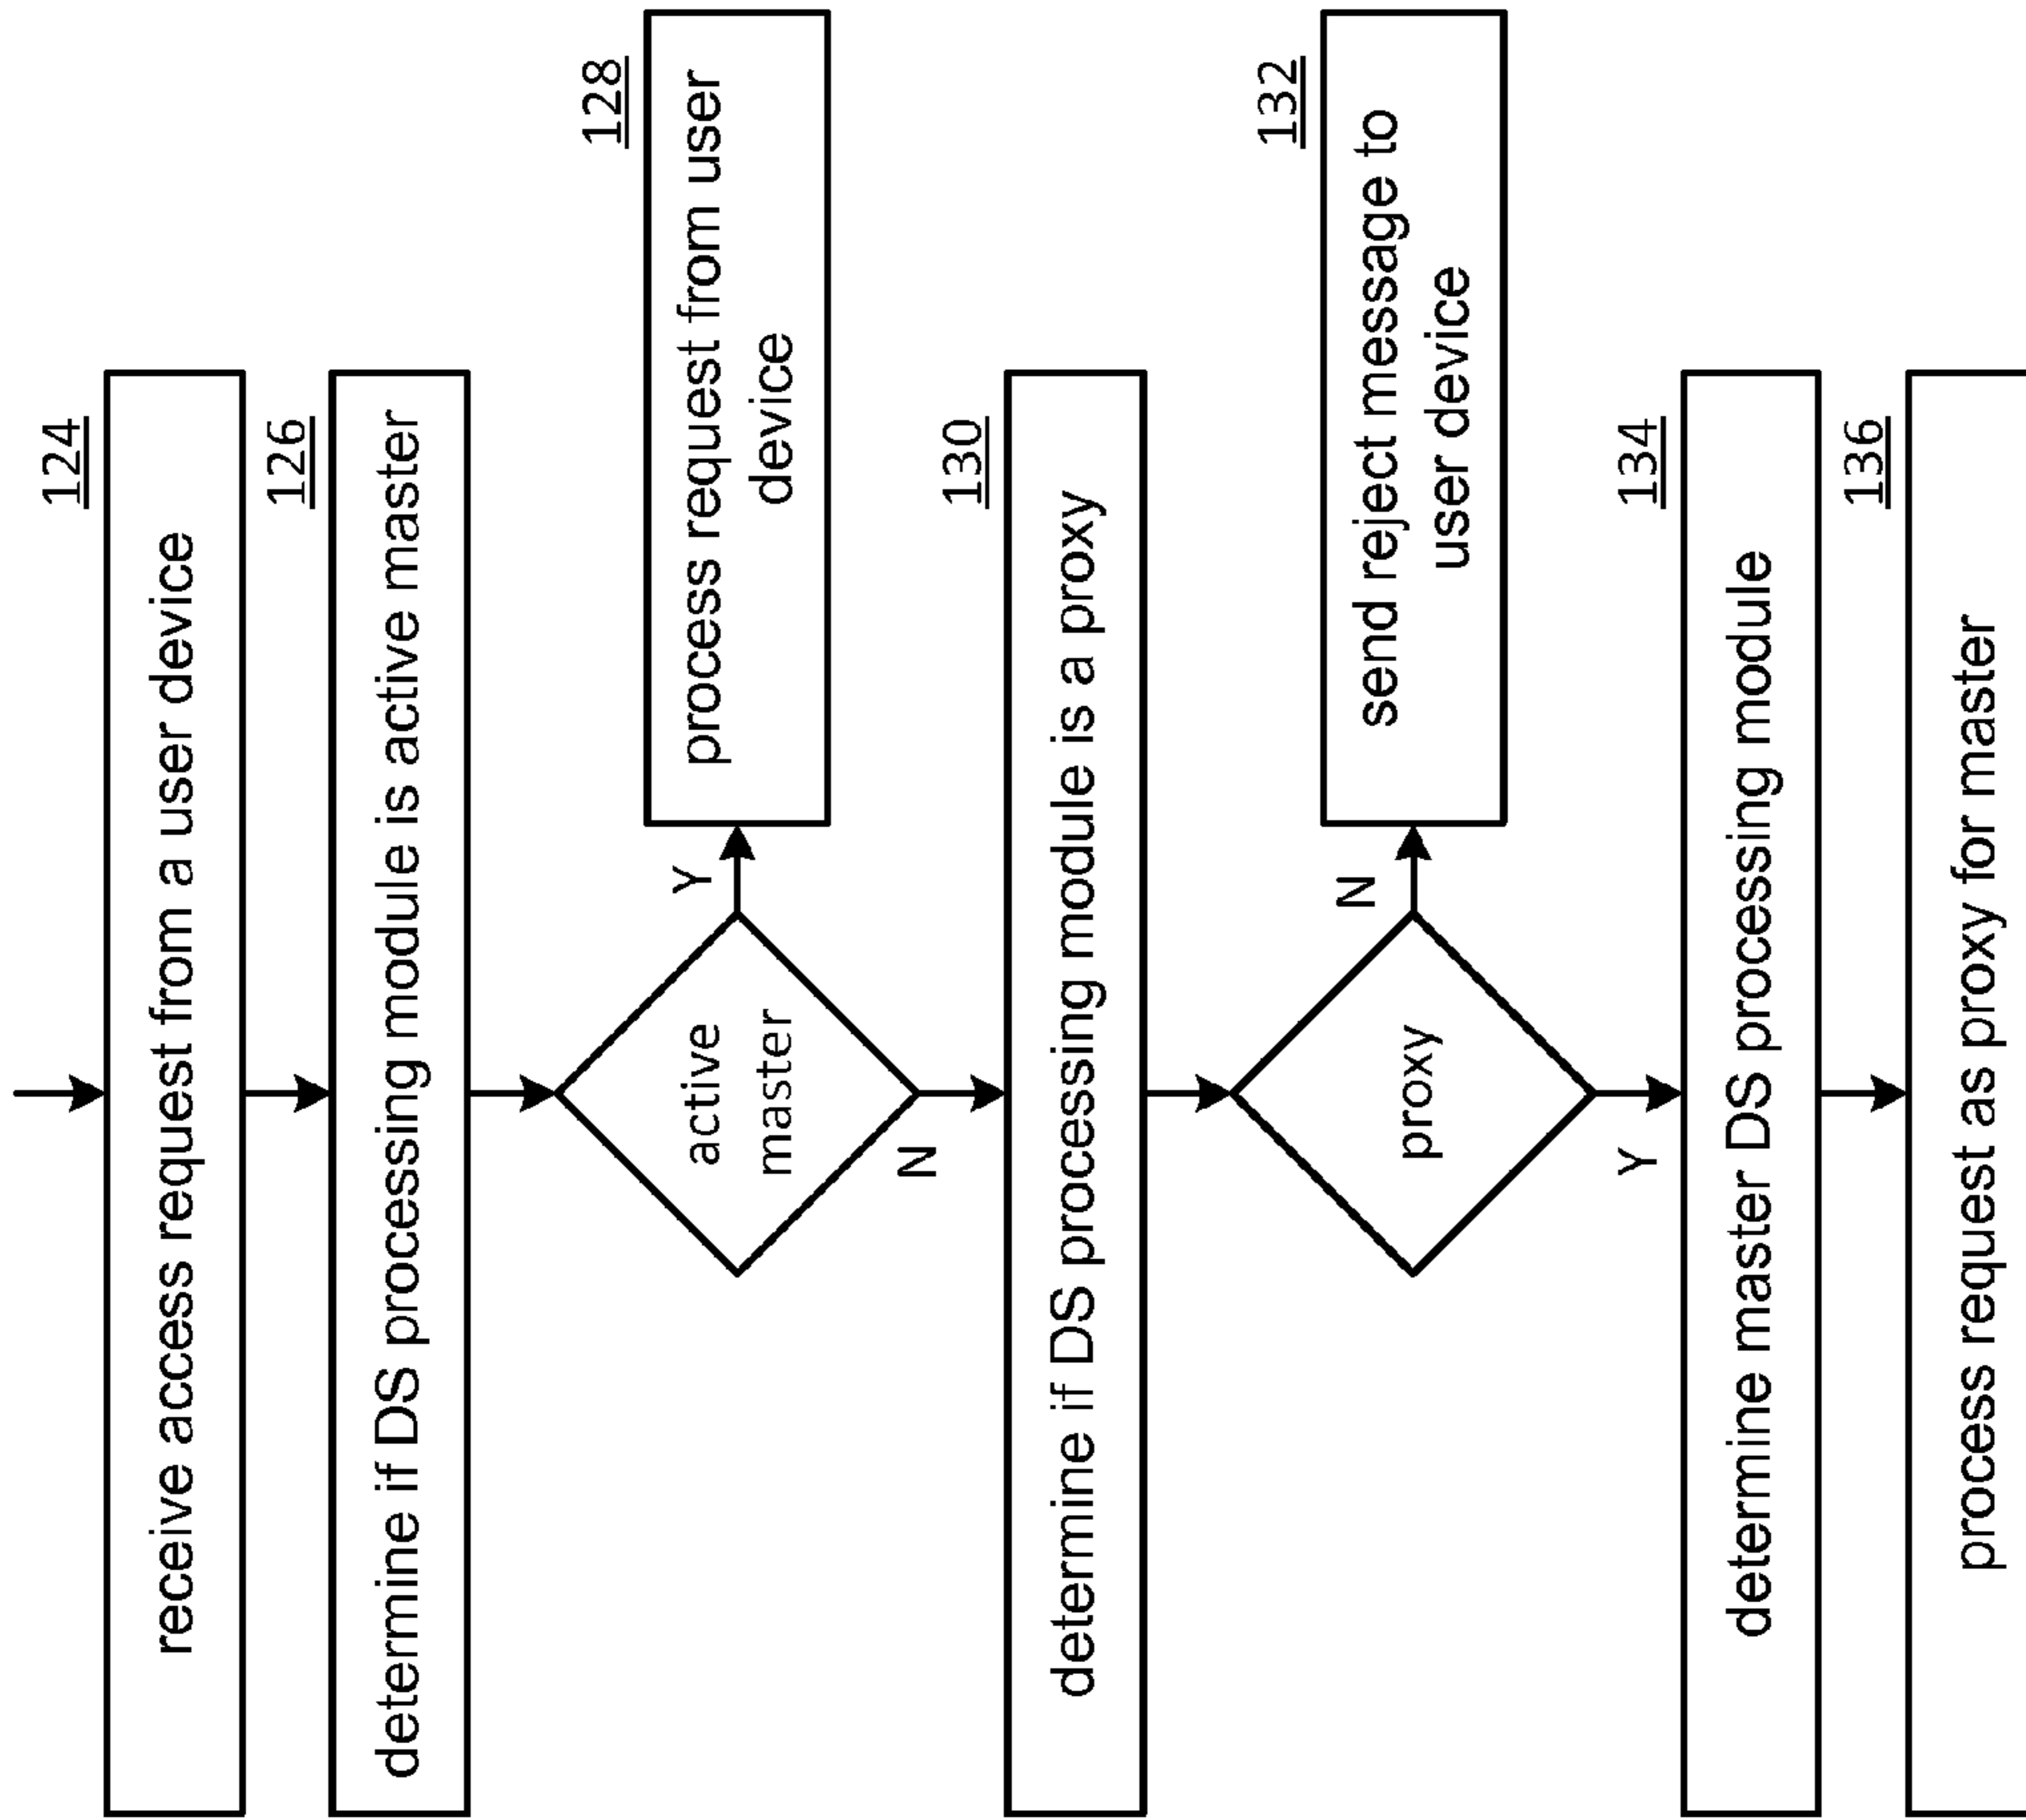 124
receive access request from a user device
126
determine if DS processing module is active master
active
master
Y
128
process request from user
device
N
130
determine if DS processing module is a proxy
proxy
N
132
send reject message to
user device
Y
134
determine master DS processing module
136
process request as proxy for master